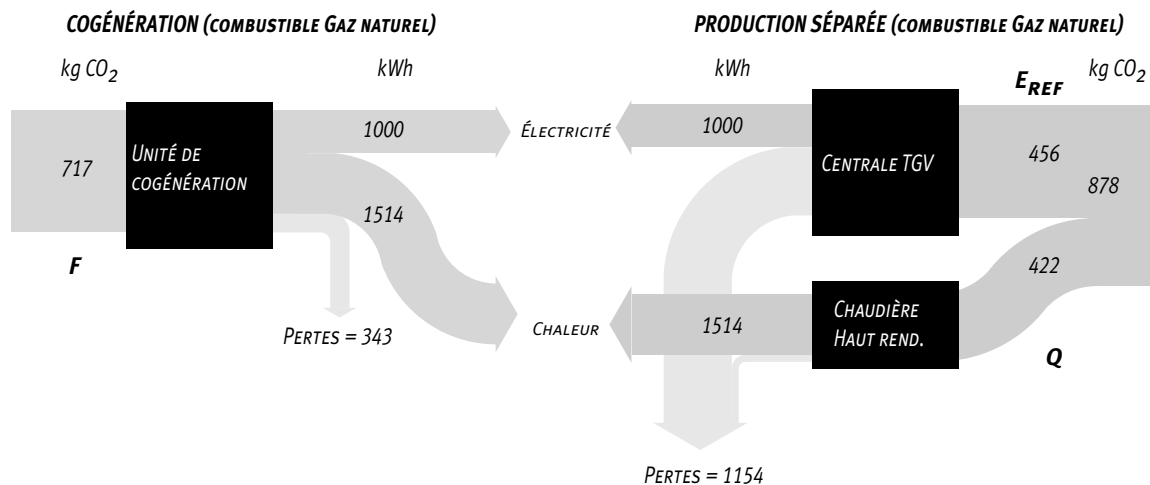 COGÉNÉRATION (COMBUSTIBLE GAZ NATUREL)
PRODUCTION SÉPARÉE (COMBUSTIBLE GAZ NATUREL)
kg CO2
kWh
kWh
EREF
kg CO2
1000
ÉLECTRICITÉ
1000
717
UNITÉ DE
COGÉNÉRATION
CENTRALE TGV
456
878
1514
F
422
PERTES = 343
CHALEUR
1514
CHAUDIÈRE
HAUT REND.
Q
PERTES = 1154